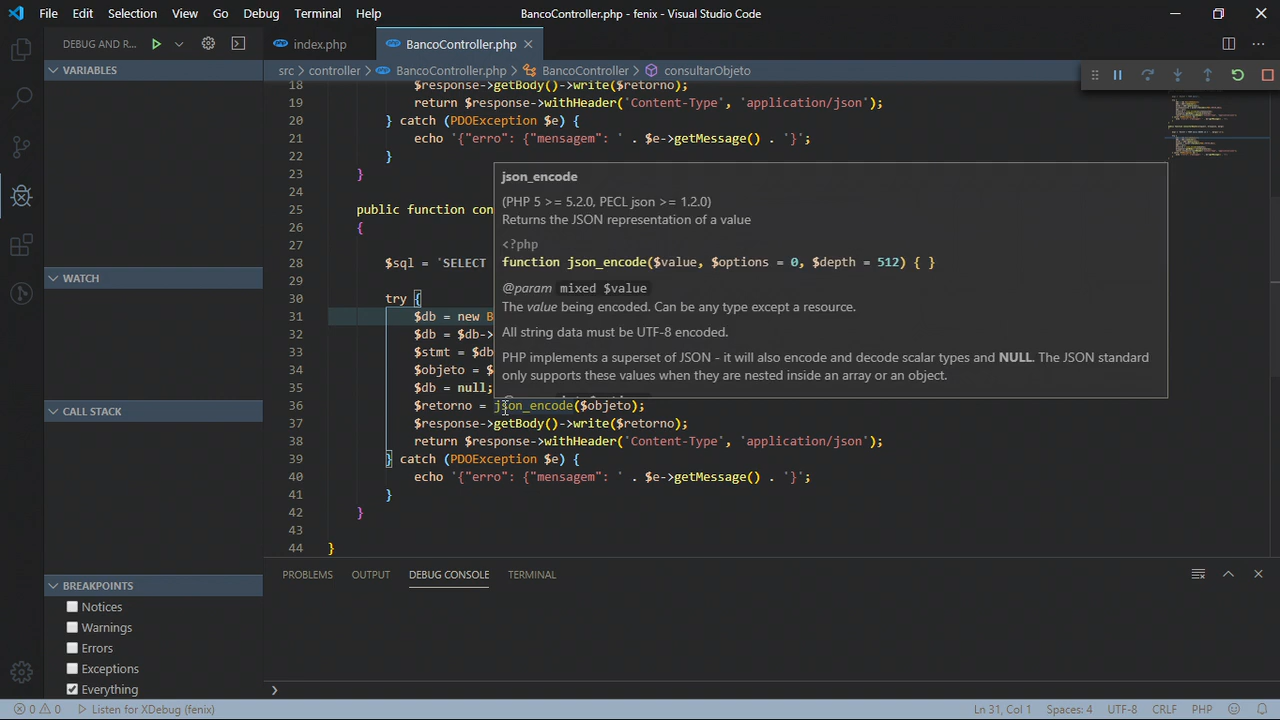 File Edit Selection View Go Debug Terminal Help BancoController.php - fenix - Visual Studio Code
DEBUG AND R... index.php BancoController.php
VARIABLES
src > controller > BancoController.php > BancoController > consultarObjeto
18 $response->getBody()->write($retorno);
19 return $response->withHeader('Content-Type', 'application/json');
20 } catch (PDOException $e) {
21 echo '{"erro": {"mensagem": ' . $e->getMessage() . '}';
22 }
23 }
24
25 public function con
26 {
27
28 $sql = 'SELECT
29
30 try {
31 $db = new B
32 $db = $db->
33 $stmt = $db
34 $objeto = $
35 $db = null;
36 $retorno = json_encode($objeto);
37 $response->getBody()->write($retorno);
38 return $response->withHeader('Content-Type', 'application/json');
39 } catch (PDOException $e) {
40 echo '{"erro": {"mensagem": ' . $e->getMessage() . '}';
41 }
42 }
43
44 }
json_encode
(PHP 5 >= 5.2.0, PECL json >= 1.2.0)
Returns the JSON representation of a value
<?php
function json_encode($value, $options = 0, $depth = 512) { }
@param mixed $value
The value being encoded. Can be any type except a resource.
All string data must be UTF-8 encoded.
PHP implements a superset of JSON - it will also encode and decode scalar types and NULL. The JSON standard
only supports these values when they are nested inside an array or an object.
WATCH
CALL STACK
BREAKPOINTS
Notices
Warnings
Errors
Exceptions
Everything
PROBLEMS OUTPUT DEBUG CONSOLE TERMINAL
0 0 Listen for XDebug (fenix) Ln 31, Col 1 Spaces: 4 UTF-8 CRLF PHP